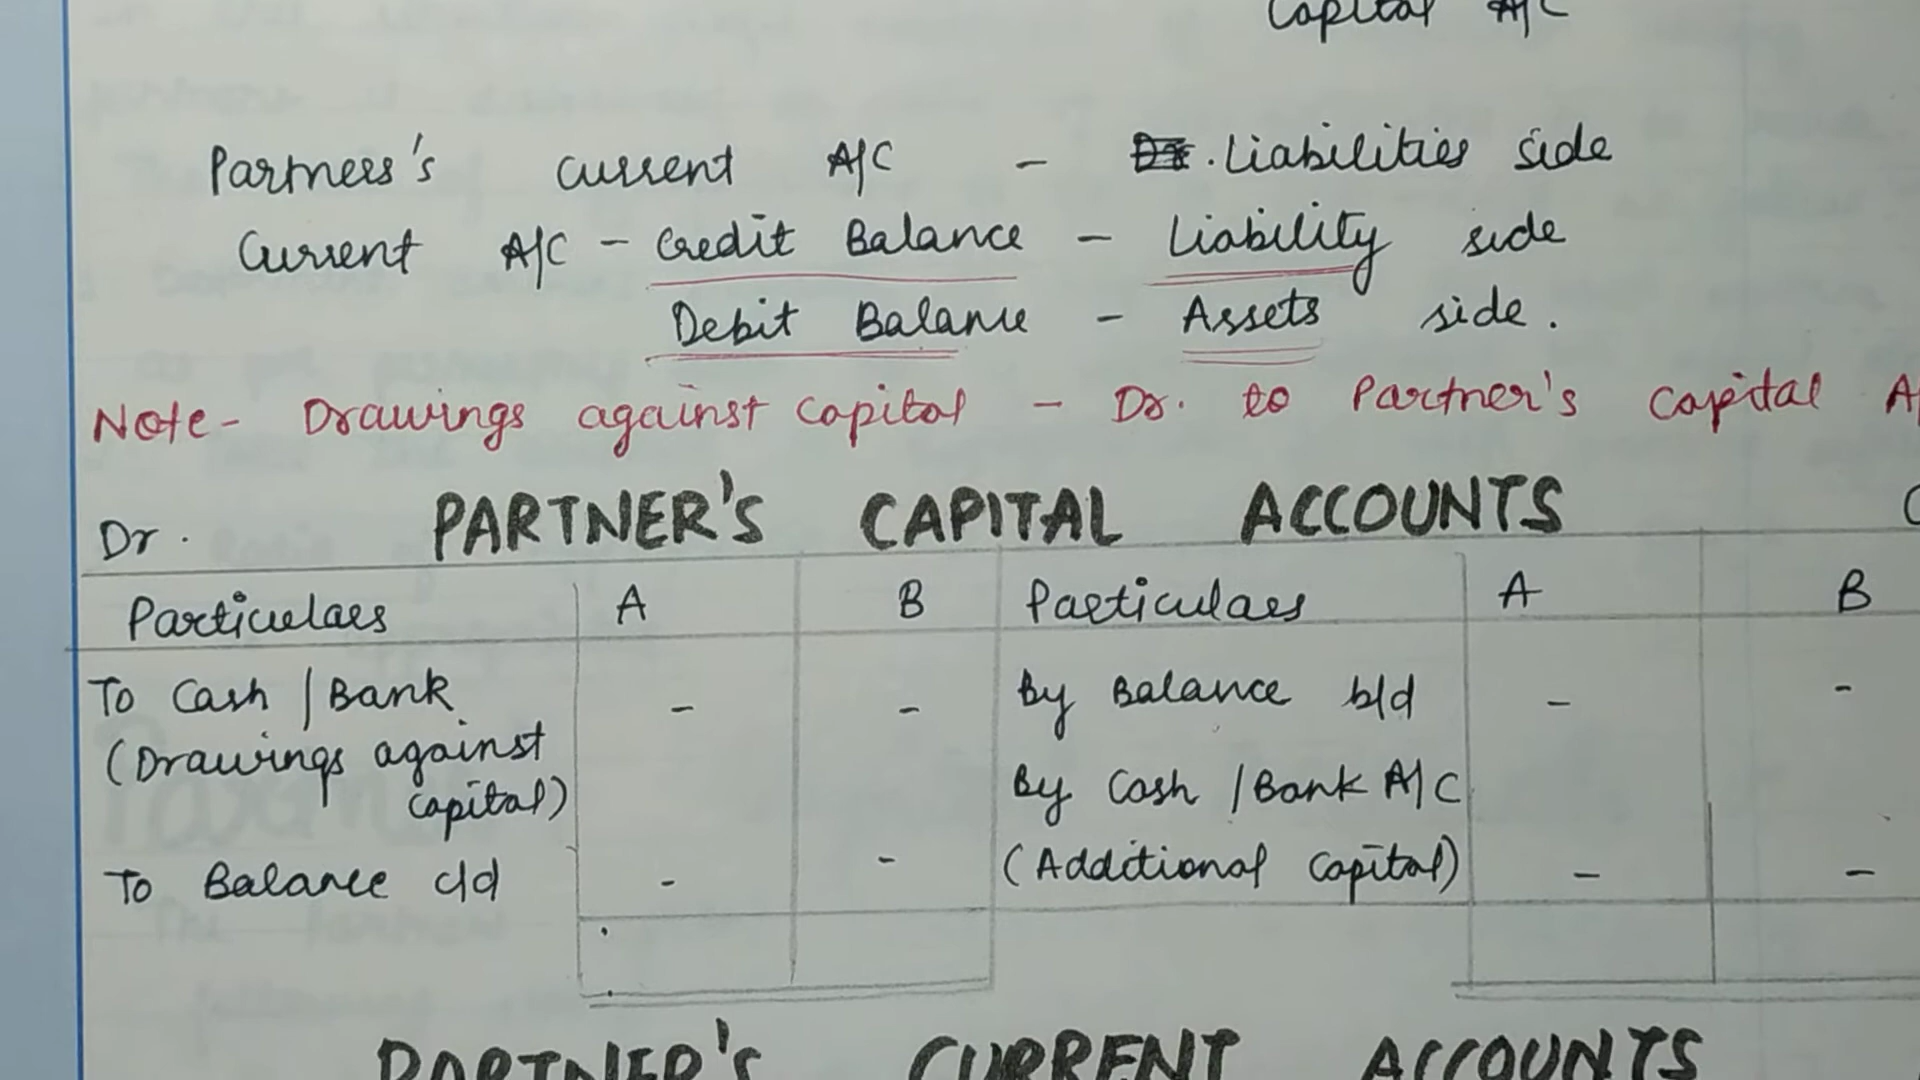 Capital A/C
Partners's current A/C - Liabilities side
Current A/C - Credit Balance - Liability side
Debit Balance - Assets side.
Note- Drawings against capital - Dr. to Partner's capital A/
Dr. PARTNER'S CAPITAL ACCOUNTS C
Particulars A B Particulars A B
To Cash / Bank - - By Balance b/d - -
(Drawings against capital) By Cash / Bank A/C
To Balance c/d - - (Additional capital) - -
PARTNER'S CURRENT ACCOUNTS